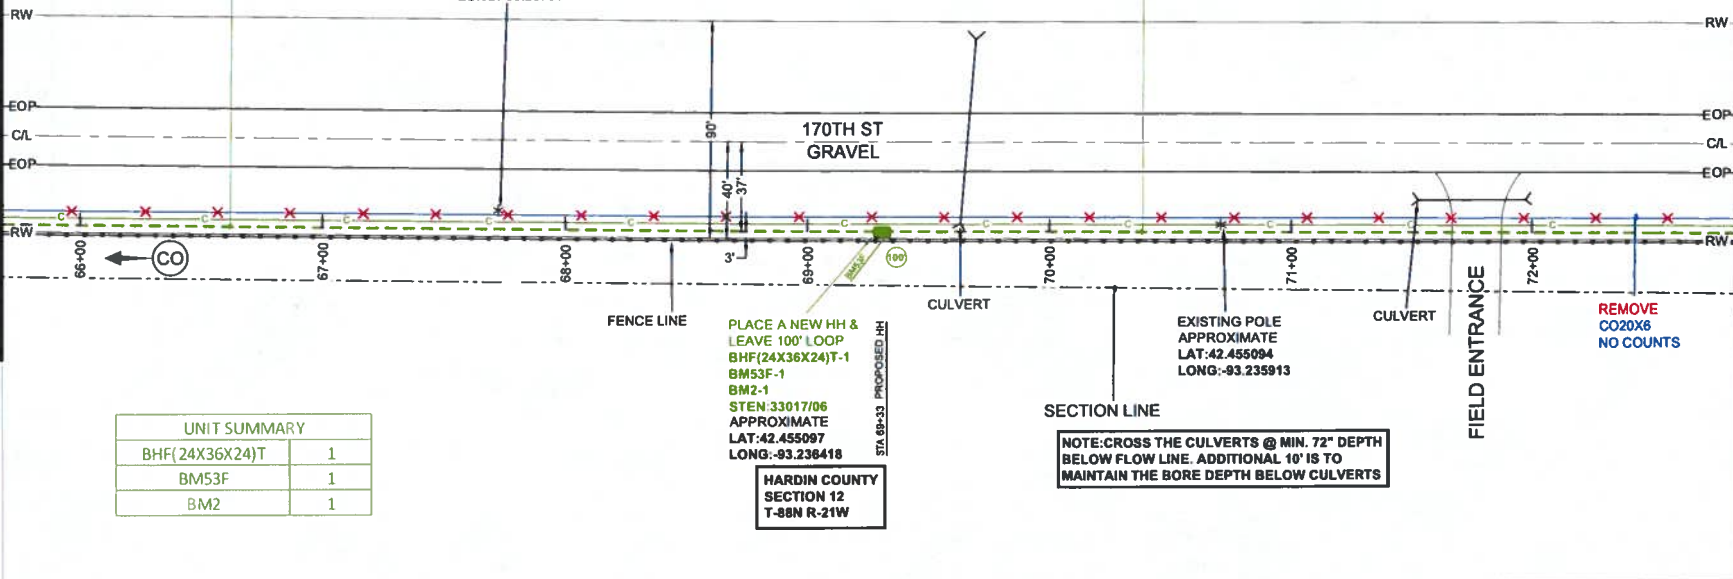 RW
RW
EOP
EOP
C/L
C/L
EOP
EOP
170TH ST
GRAVEL
90'
40'
37'
3'
C
C
C
C
C
C
C
C
C
RW
RW
66+00
67+00
68+00
69+00
70+00
71+00
72+00
CO
BM53F
100'
FENCE LINE
CULVERT
CULVERT
PLACE A NEW HH &
LEAVE 100' LOOP
BHF(24X36X24)T-1
BM53F-1
BM2-1
STEN:33017/06
APPROXIMATE
LAT:42.455097
LONG:-93.236418
STA 69+33 PROPOSED HH
HARDIN COUNTY
SECTION 12
T-88N R-21W
EXISTING POLE
APPROXIMATE
LAT:42.455094
LONG:-93.235913
SECTION LINE
NOTE:CROSS THE CULVERTS @ MIN. 72" DEPTH
BELOW FLOW LINE. ADDITIONAL 10' IS TO
MAINTAIN THE BORE DEPTH BELOW CULVERTS
FIELD ENTRANCE
REMOVE
CO20X6
NO COUNTS
UNIT SUMMARY
BHF(24X36X24)T 1
BM53F 1
BM2 1